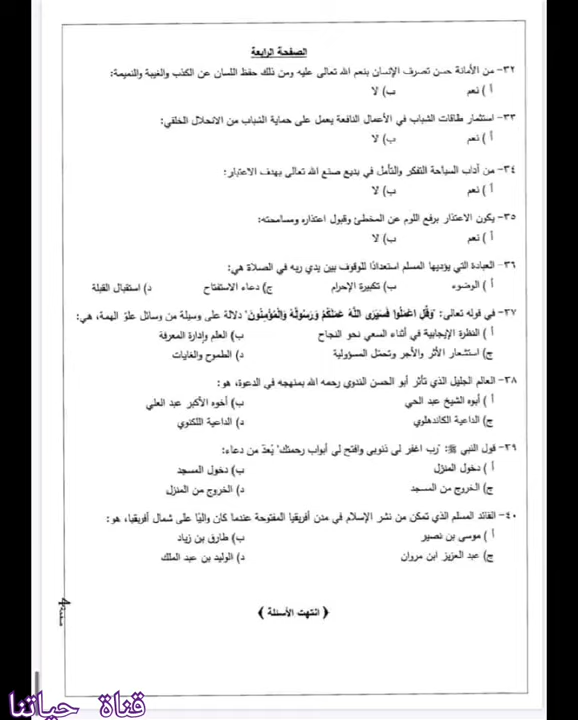 الصفحة الرابعة
٣٢- من الأمانة حسن تصرف الإنسان بنعم الله تعالى عليه ومن ذلك حفظ اللسان عن الكذب والغيبة والنميمة:
أ ) نعم ب) لا
٣٣- استثمار طاقات الشباب في الأعمال النافعة يعمل على حماية الشباب من الانحلال الخلقي:
أ ) نعم ب) لا
٣٤- من آداب السياحة التفكر والتأمل في بديع صنع الله تعالى بهدف الاعتبار:
أ ) نعم ب) لا
٣٥- يكون الاعتذار برفع اللوم عن المخطئ وقبول اعتذاره ومسامحته:
أ ) نعم ب) لا
٣٦- العبادة التي يؤديها المسلم استعدادًا للوقوف بين يدي ربه في الصلاة هي:
أ ) الوضوء ب) تكبيرة الإحرام ج) دعاء الاستفتاح د) استقبال القبلة
٣٧- في قوله تعالى: "وَقُلِ اعْمَلُوا فَسَيَرَى اللَّهُ عَمَلَكُمْ وَرَسُولُهُ وَالْمُؤْمِنُونَ" دلالة على وسيلة من وسائل علوّ الهمة، هي:
أ ) النظرة الإيجابية في أثناء السعي نحو النجاح ب) العلم وإدارة المعرفة
ج) استشعار الأثر والأجر وتحمّل المسؤولية د) الطموح والغايات
٣٨- العالم الجليل الذي تأثر أبو الحسن الندوي رحمه الله بمنهجه في الدعوة، هو:
أ ) أبوه الشيخ عبد الحي ب) أخوه الأكبر عبد العلي
ج) الداعية الكاندهلوي د) الداعية اللكنوي
٣٩- قول النبي ﷺ: "رب اغفر لي ذنوبي وافتح لي أبواب رحمتك" يُعدّ من دعاء:
أ ) دخول المنزل ب) دخول المسجد
ج) الخروج من المسجد د) الخروج من المنزل
٤٠- القائد المسلم الذي تمكن من نشر الإسلام في مدن أفريقيا المفتوحة عندما كان واليًا على شمال أفريقيا، هو:
أ ) موسى بن نصير ب) طارق بن زياد
ج) عبد العزيز ابن مروان د) الوليد بن عبد الملك
﴿ انتهت الأسئلة ﴾
صفحة 4
قناة حياتنا